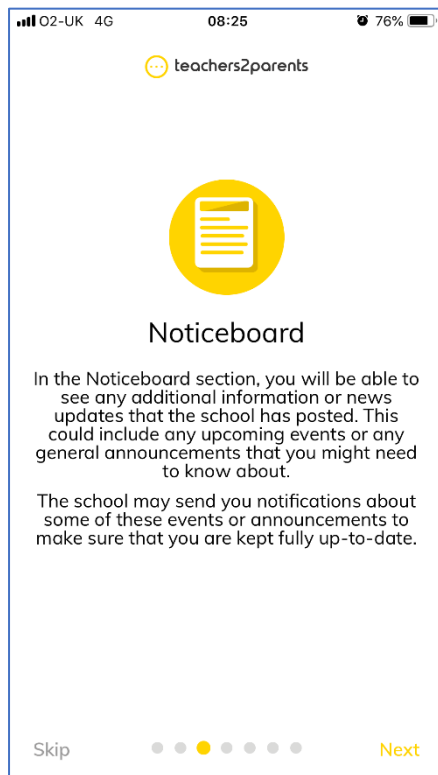 O2-UK 4G 08:25 76%
teachers2parents
Noticeboard
In the Noticeboard section, you will be able to
see any additional information or news
updates that the school has posted. This
could include any upcoming events or any
general announcements that you might need
to know about.
The school may send you notifications about
some of these events or announcements to
make sure that you are kept fully up-to-date.
Skip Next